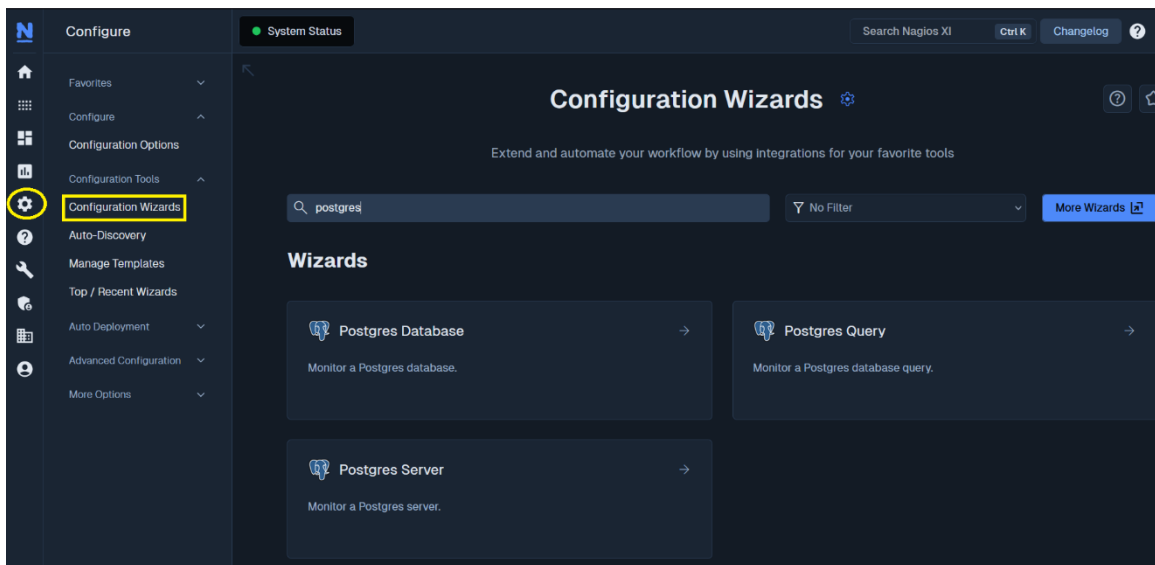 N
Configure
System Status
Search Nagios XI
Ctrl K
Changelog
?
Favorites
Configure
Configuration Options
Configuration Tools
Configuration Wizards
Auto-Discovery
Manage Templates
Top / Recent Wizards
Auto Deployment
Advanced Configuration
More Options
Configuration Wizards
?
Extend and automate your workflow by using integrations for your favorite tools
postgres
No Filter
More Wizards
Wizards
Postgres Database
Monitor a Postgres database.
Postgres Query
Monitor a Postgres database query.
Postgres Server
Monitor a Postgres server.